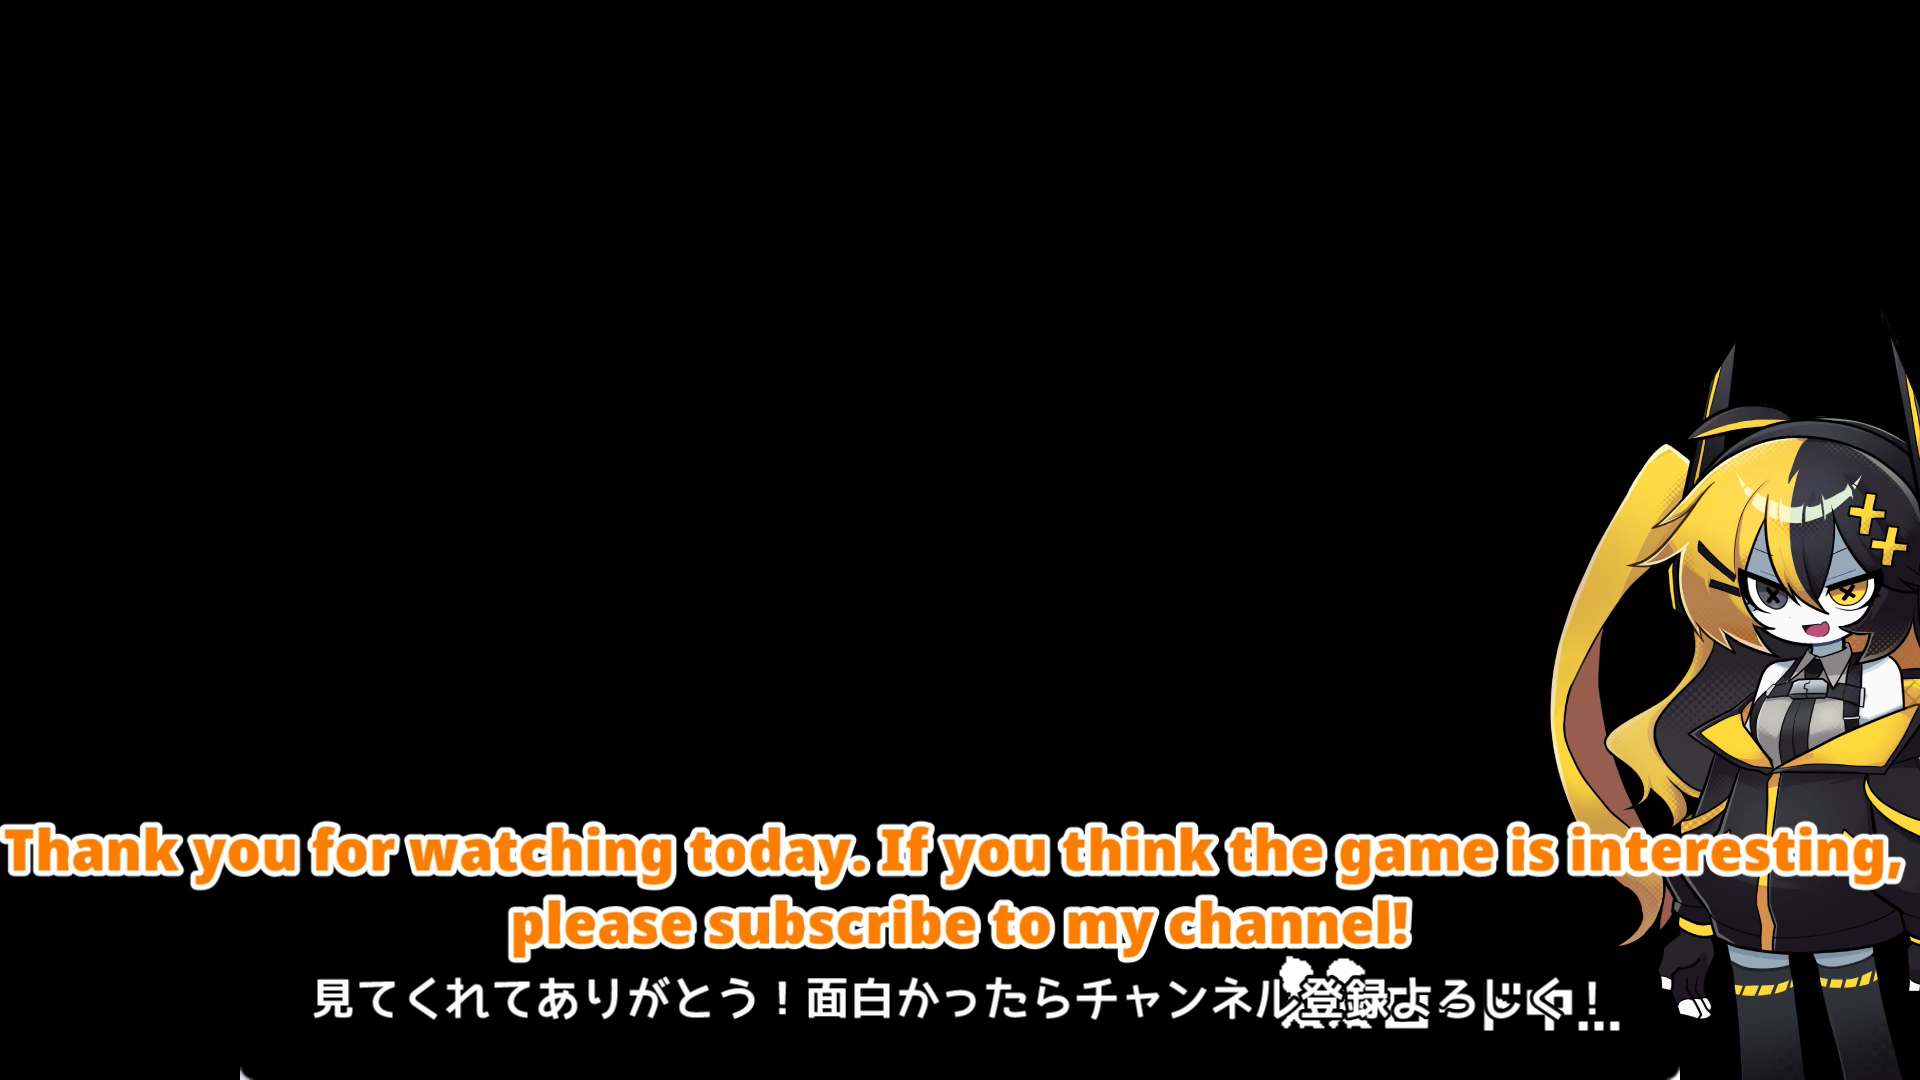 Thank you for watching today. If you think the game is interesting,
please subscribe to my channel!
見てくれてありがとう！面白かったらチャンネル登録よろしく！